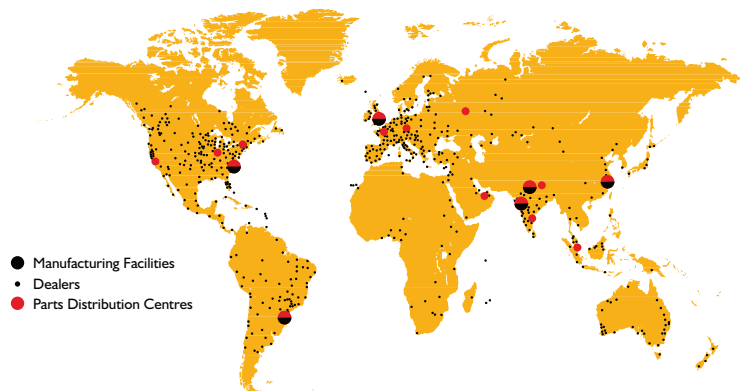 Manufacturing Facilities
Dealers
Parts Distribution Centres